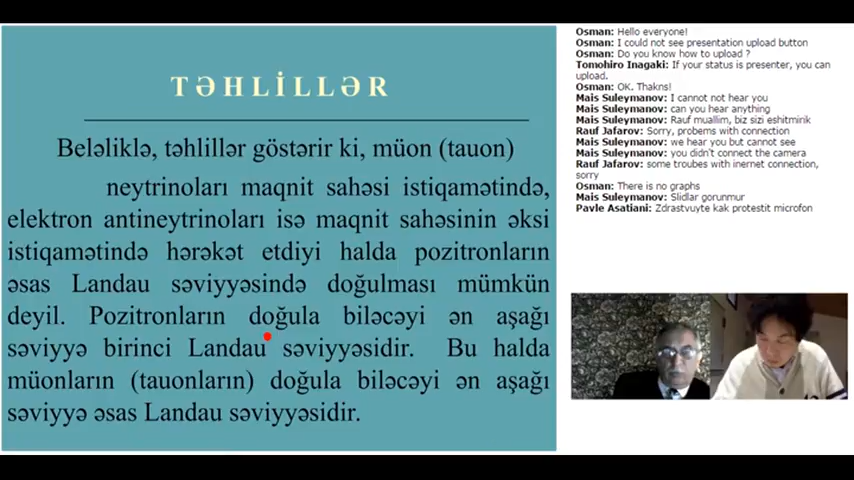 TƏHLİLLƏR
Beləliklə, təhlillər göstərir ki, müon (tauon)
neytrinoları maqnit sahəsi istiqamətində,
elektron antineytrinoları isə maqnit sahəsinin əksi
istiqamətində hərəkət etdiyi halda pozitronların
əsas Landau səviyyəsində doğulması mümkün
deyil. Pozitronların doğula biləcəyi ən aşağı
səviyyə birinci Landau səviyyəsidir. Bu halda
müonların (tauonların) doğula biləcəyi ən aşağı
səviyyə əsas Landau səviyyəsidir.
Osman: Hello everyone!
Osman: I could not see presentation upload button
Osman: Do you know how to upload ?
Tomohiro Inagaki: If your status is presenter, you can
upload.
Osman: OK. Thakns!
Mais Suleymanov: I cannot not hear you
Mais Suleymanov: can you hear anything
Mais Suleymanov: Rauf muallim, biz sizi eshitmirik
Rauf Jafarov: Sorry, probems with connection
Mais Suleymanov: we hear you but cannot see
Mais Suleymanov: you didn't connect the camera
Rauf Jafarov: some troubes with inernet connection,
sorry
Osman: There is no graphs
Mais Suleymanov: Slidlar gorunmur
Pavle Asatiani: Zdrastvuyte kak protestit microfon